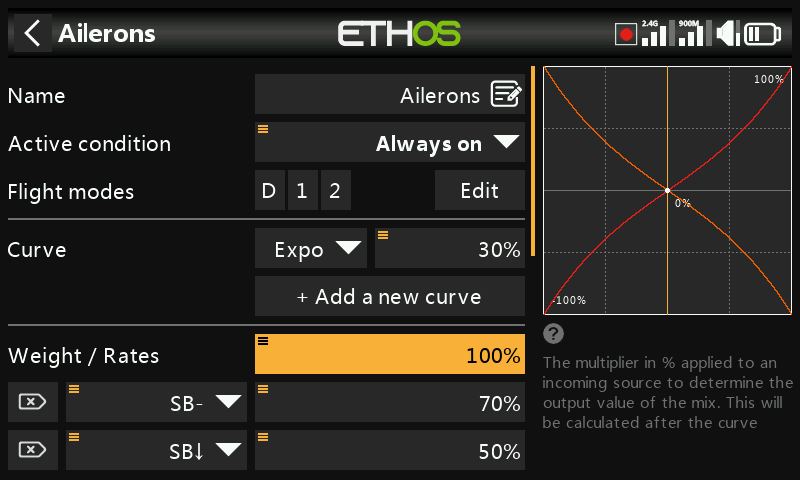 Ailerons
ETHOS
2.4G
900M
Name
Ailerons
Active condition
Always on
Flight modes
D 1 2
Edit
Curve
Expo
30%
+ Add a new curve
Weight / Rates
100%
SB-
70%
SB↓
50%
100%
0%
-100%
?
The multiplier in % applied to an
incoming source to determine the
output value of the mix. This will
be calculated after the curve